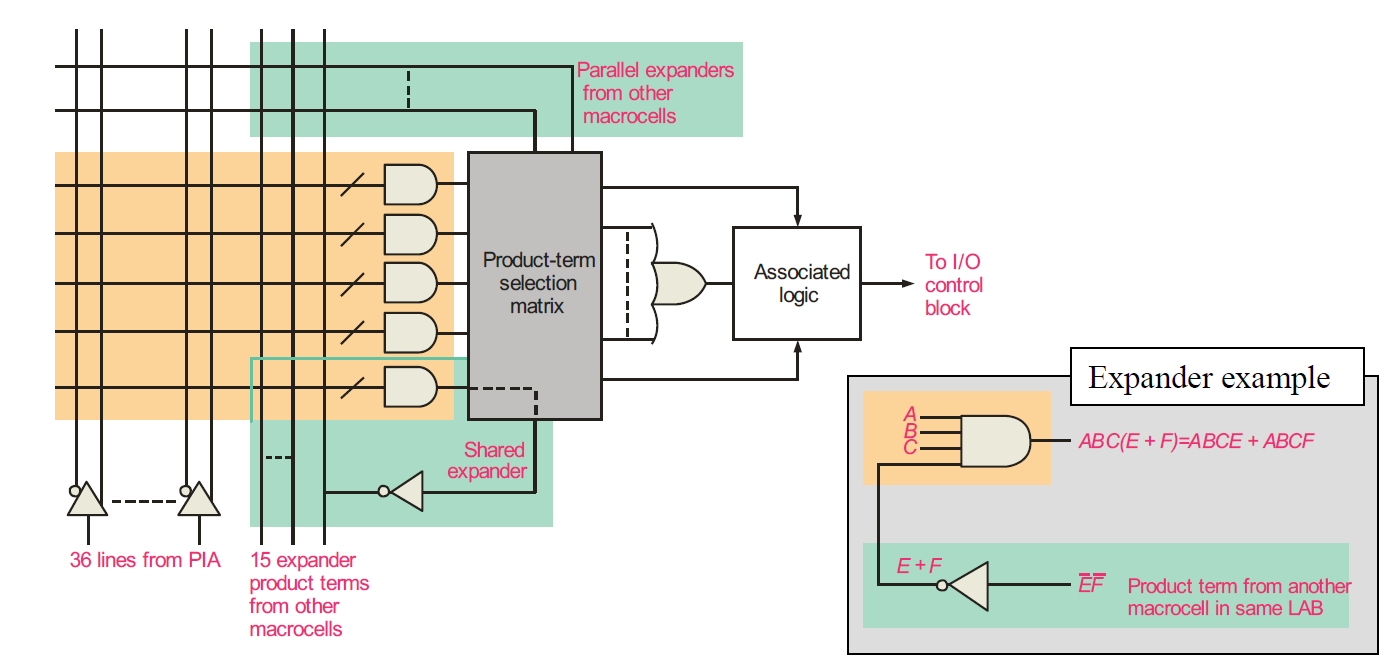 Parallel expanders
from other
macrocells
Product-term
selection
matrix
Associated
logic
To I/O
control
block
Shared
expander
36 lines from PIA
15 expander
product terms
from other
macrocells
Expander example
A
B
C
ABC(E + F)=ABCE + ABCF
E + F
E̅F̅
Product term from another
macrocell in same LAB